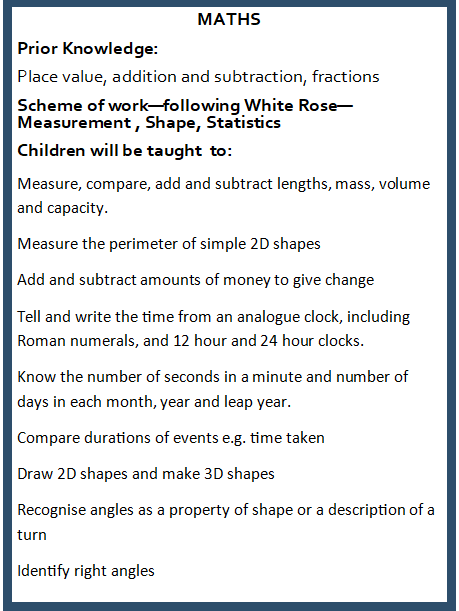 MATHS
Prior Knowledge:
Place value, addition and subtraction, fractions
Scheme of work—following White Rose—
Measurement , Shape, Statistics
Children will be taught  to:
Measure, compare, add and subtract lengths, mass, volume
and capacity.
Measure the perimeter of simple 2D shapes
Add and subtract amounts of money to give change
Tell and write the time from an analogue clock, including
Roman numerals, and 12 hour and 24 hour clocks.
Know the number of seconds in a minute and number of
days in each month, year and leap year.
Compare durations of events e.g. time taken
Draw 2D shapes and make 3D shapes
Recognise angles as a property of shape or a description of a
turn
Identify right angles